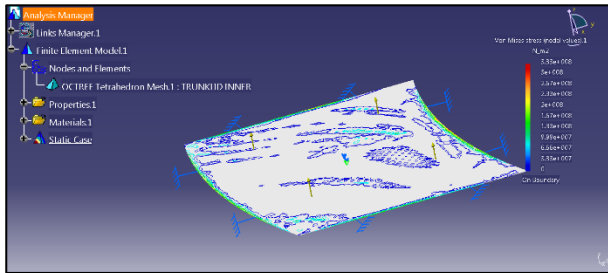 Analysis Manager
Links Manager.1
Finite Element Model.1
Nodes and Elements
OCTREE Tetrahedron Mesh.1 : TRUNKLID INNER
Properties.1
Materials.1
Static Case
Von Mises stress (nodal values).1
N_m2
3.33e+008
3e+008
2.67e+008
2.33e+008
2e+008
1.67e+008
1.33e+008
9.99e+007
6.66e+007
3.33e+007
0
On Boundary